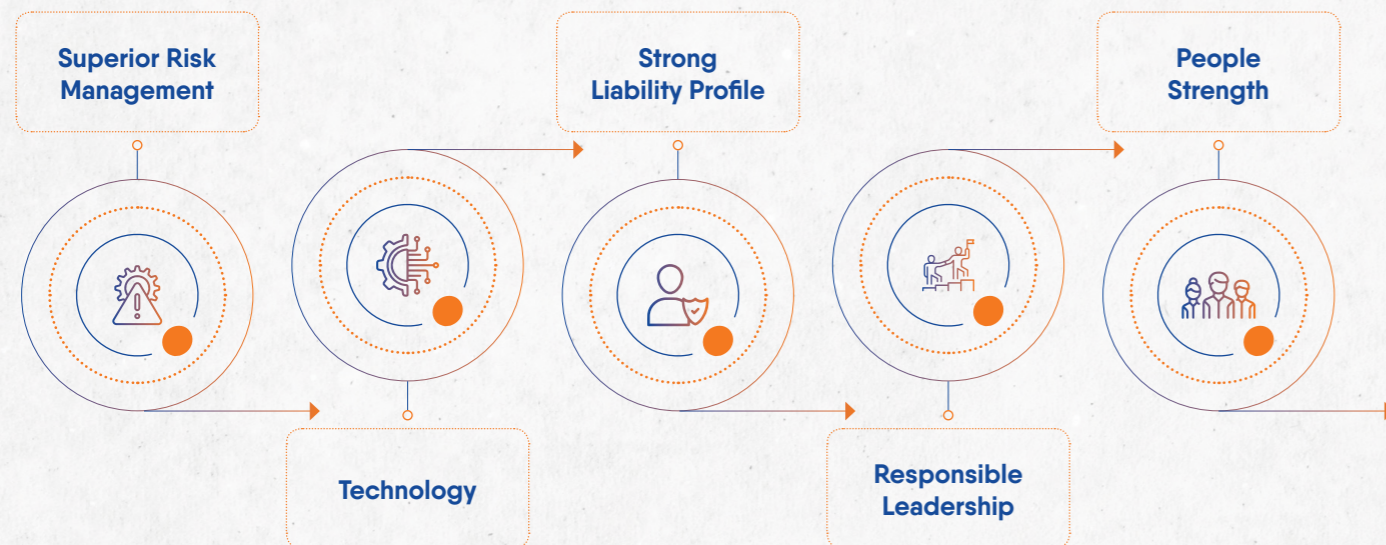 Superior Risk
Management
Technology
Strong
Liability Profile
Responsible
Leadership
People
Strength